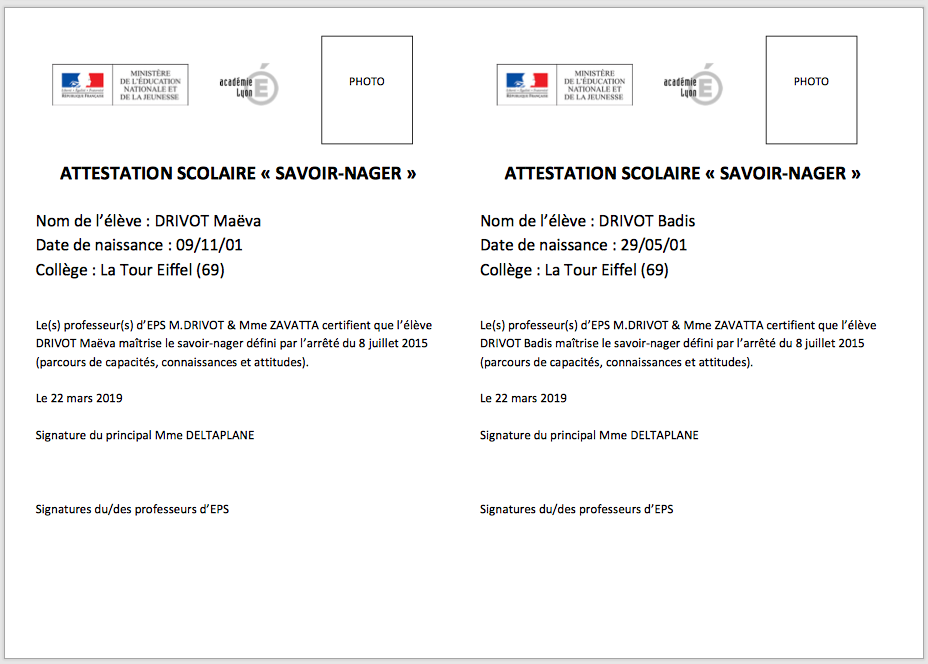 MINISTÈRE
DE L'ÉDUCATION
NATIONALE ET
DE LA JEUNESSE
RÉPUBLIQUE FRANÇAISE
académie
Lyon
PHOTO
ATTESTATION SCOLAIRE « SAVOIR-NAGER »
Nom de l'élève : DRIVOT Maëva
Date de naissance : 09/11/01
Collège : La Tour Eiffel (69)
Le(s) professeur(s) d'EPS M.DRIVOT & Mme ZAVATTA certifient que l'élève
DRIVOT Maëva maîtrise le savoir-nager défini par l'arrêté du 8 juillet 2015
(parcours de capacités, connaissances et attitudes).
Le 22 mars 2019
Signature du principal Mme DELTAPLANE
Signatures du/des professeurs d'EPS
MINISTÈRE
DE L'ÉDUCATION
NATIONALE ET
DE LA JEUNESSE
RÉPUBLIQUE FRANÇAISE
académie
Lyon
PHOTO
ATTESTATION SCOLAIRE « SAVOIR-NAGER »
Nom de l'élève : DRIVOT Badis
Date de naissance : 29/05/01
Collège : La Tour Eiffel (69)
Le(s) professeur(s) d'EPS M.DRIVOT & Mme ZAVATTA certifient que l'élève
DRIVOT Badis maîtrise le savoir-nager défini par l'arrêté du 8 juillet 2015
(parcours de capacités, connaissances et attitudes).
Le 22 mars 2019
Signature du principal Mme DELTAPLANE
Signatures du/des professeurs d'EPS